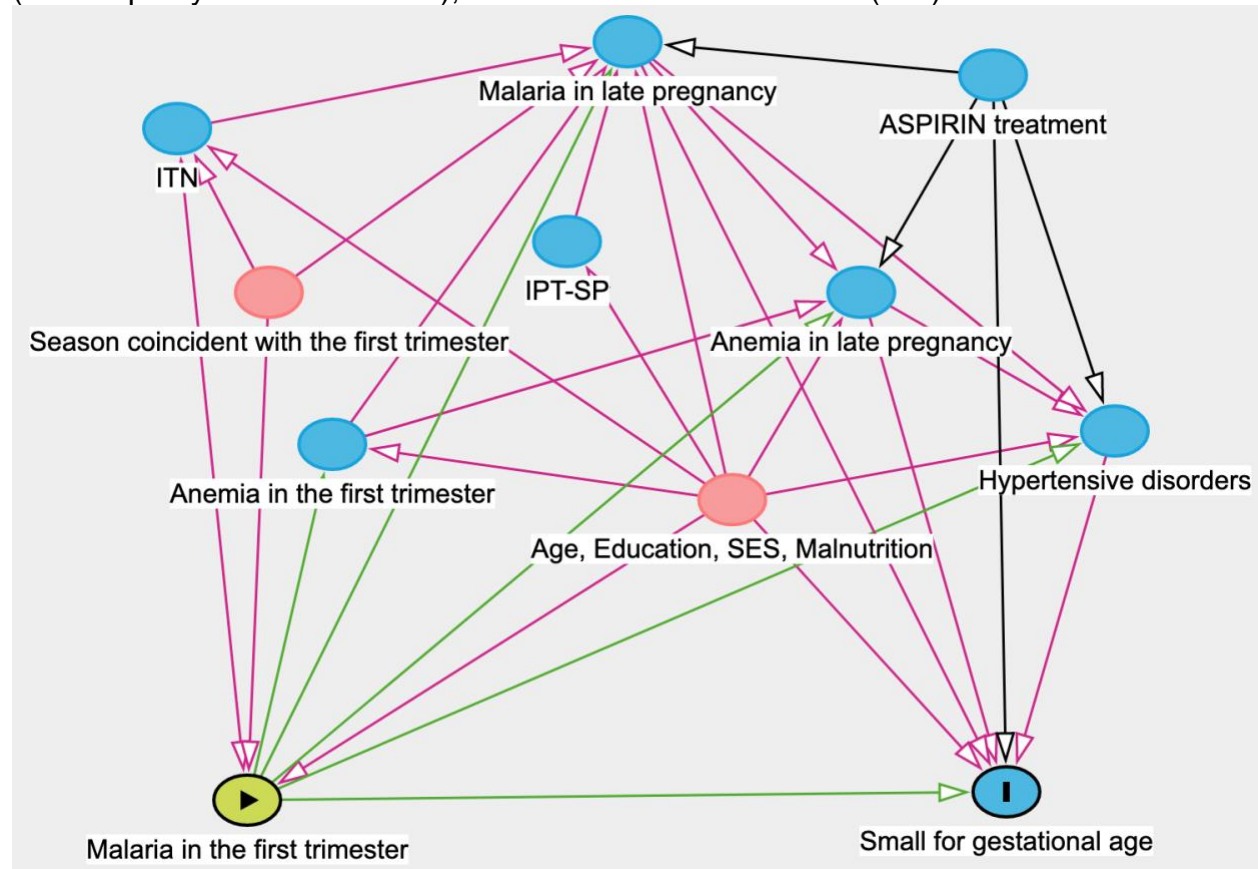 Malaria in late pregnancy
ASPIRIN treatment
ITN
IPT-SP
Season coincident with the first trimester
Anemia in late pregnancy
Hypertensive disorders
Anemia in the first trimester
Age, Education, SES, Malnutrition
Small for gestational age
Malaria in the first trimester